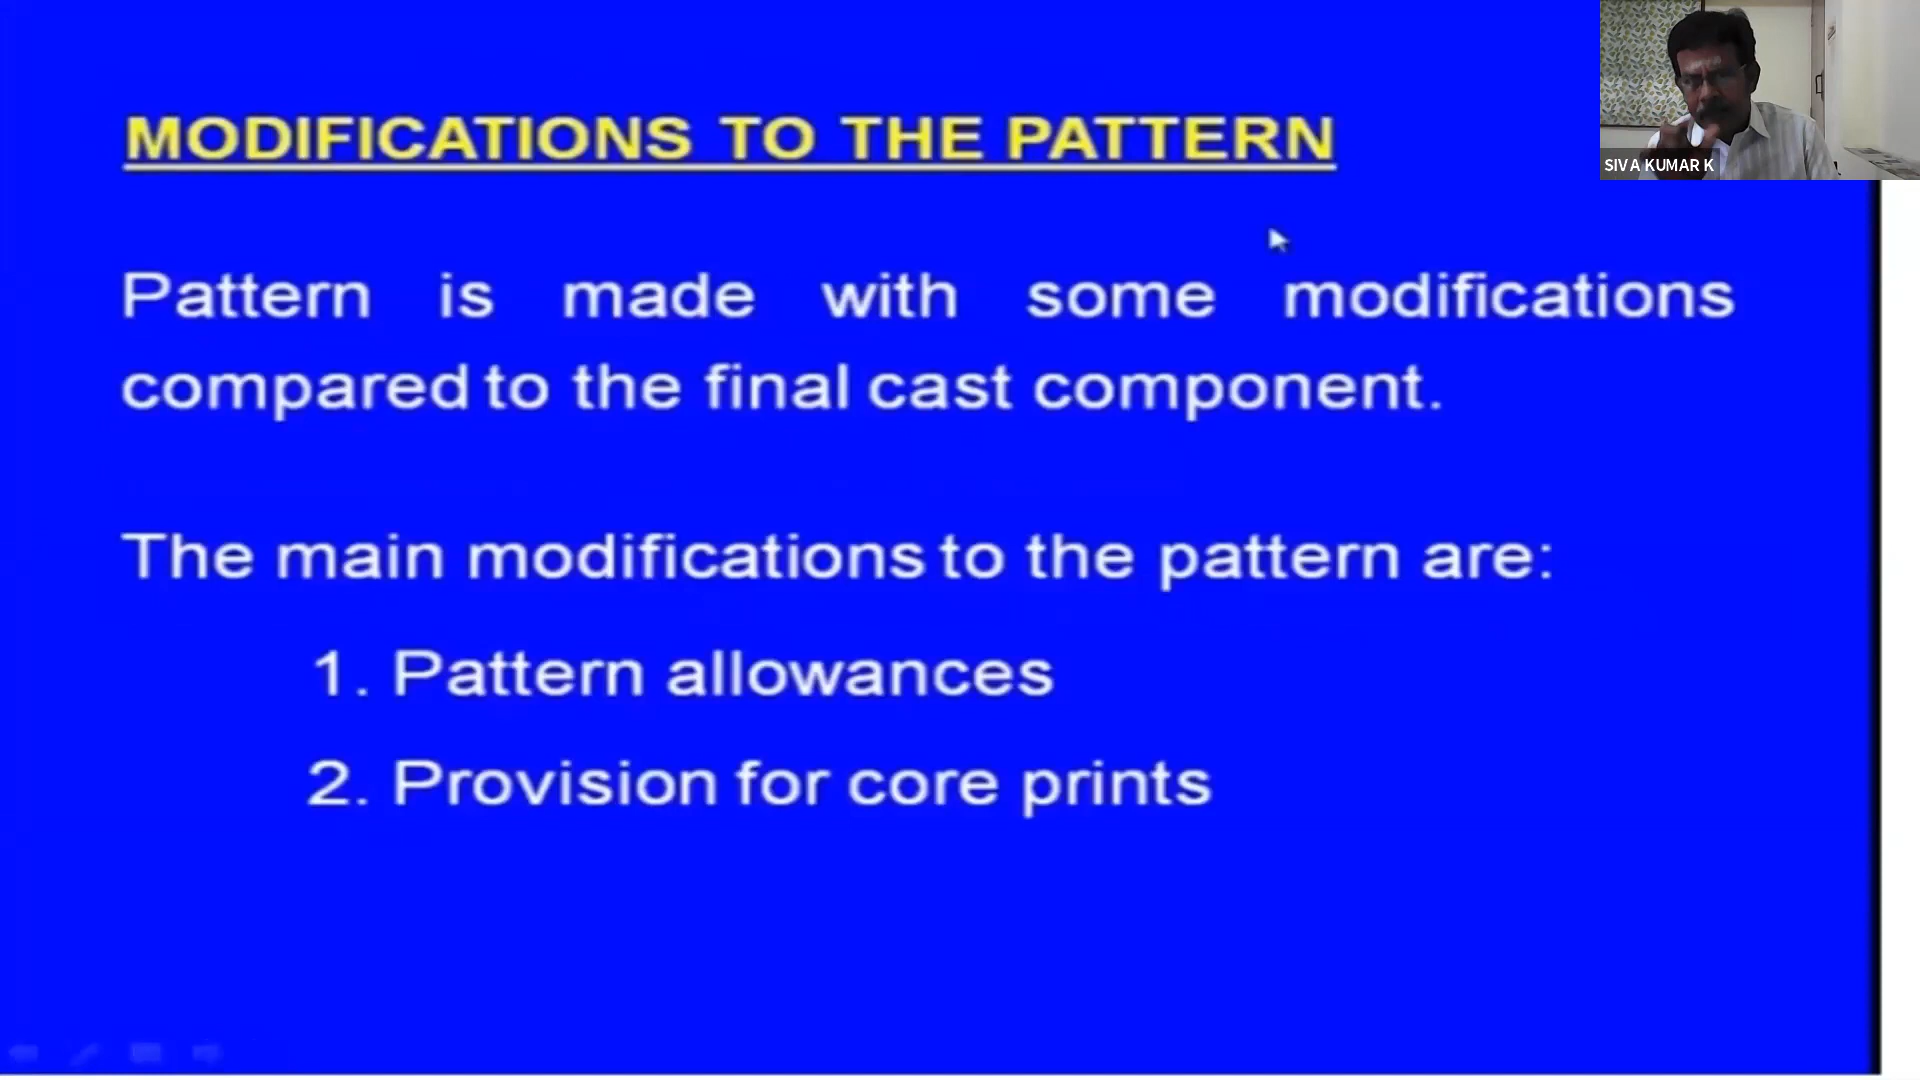 MODIFICATIONS TO THE PATTERN
SIVA KUMAR K
Pattern is made with some modifications
compared to the final cast component.
The main modifications to the pattern are:
1. Pattern allowances
2. Provision for core prints